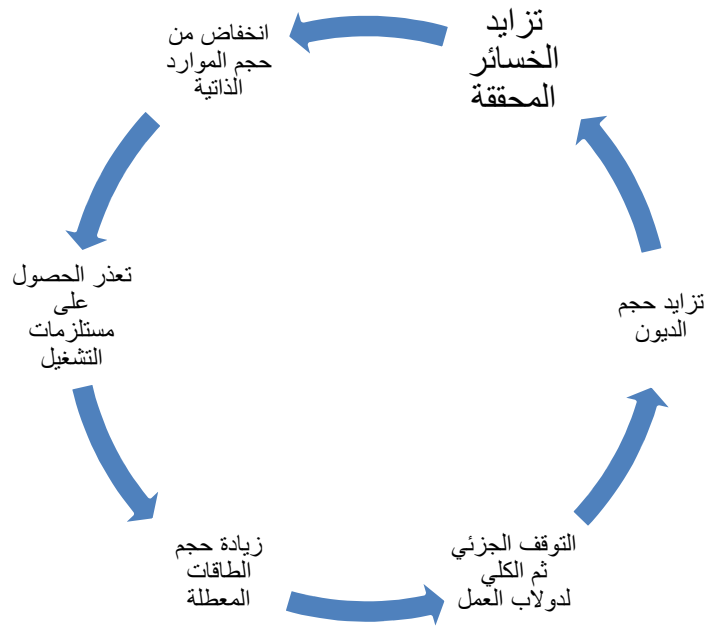 تزايد
الخسائر
المحققة
انخفاض من
حجم الموارد
الذاتية
تعذر الحصول
على
مستلزمات
التشغيل
زيادة حجم
الطاقات
المعطلة
التوقف الجزئي
ثم الكلي
لدولاب العمل
تزايد حجم
الديون